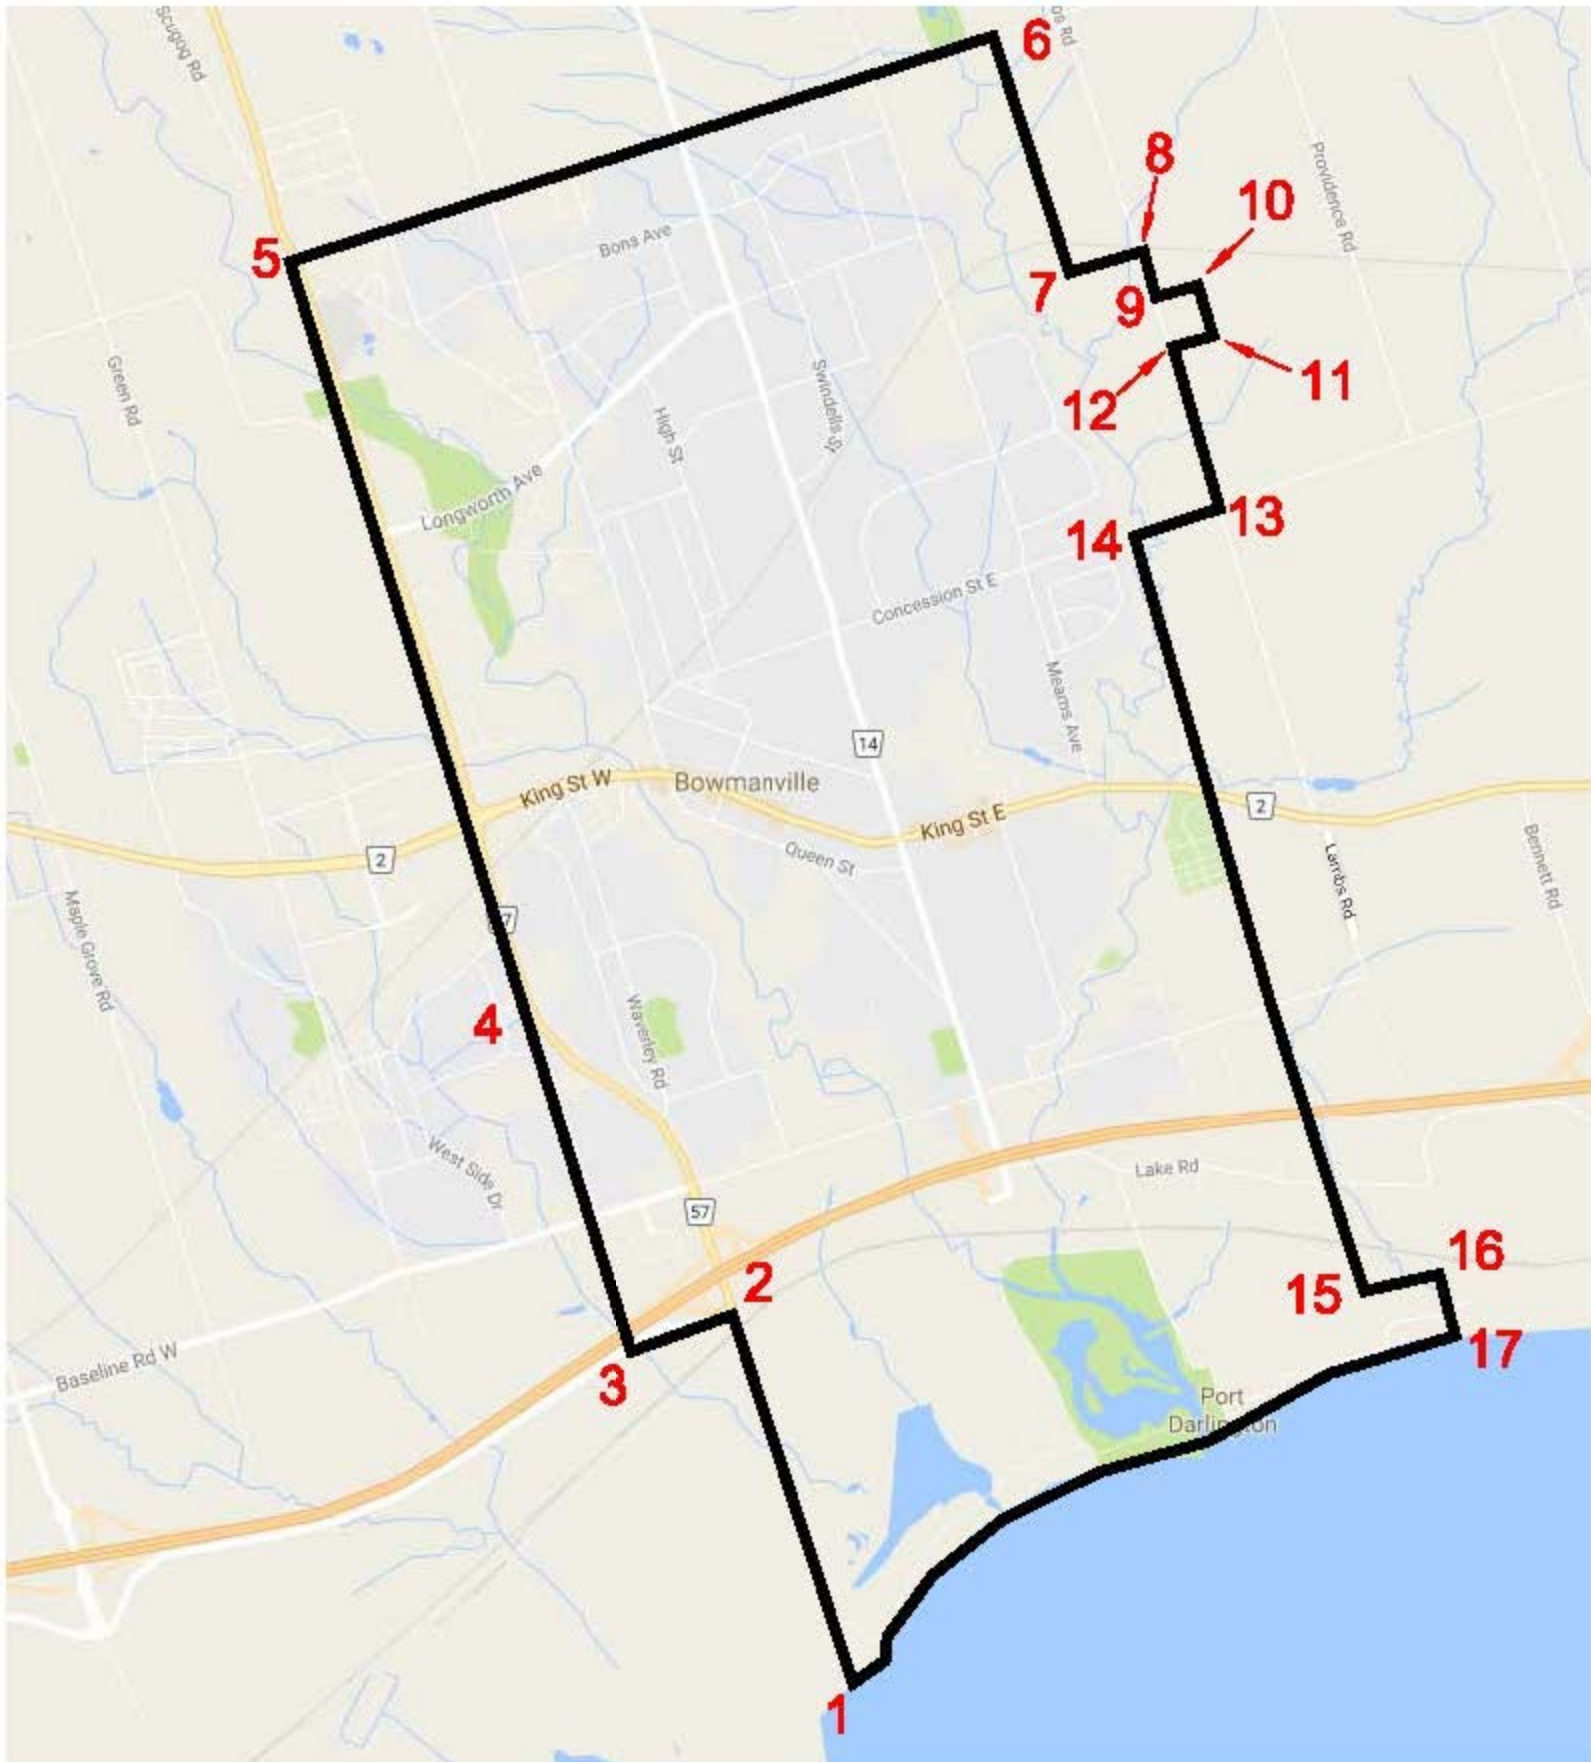 Scugog Rd
6
8
Providence Rd
10
Bons Ave
5
7
9
Green Rd
Swindells St
11
12
High St
Longworth Ave
13
14
Concession St E
Mearns Ave
14
King St W
Bowmanville
2
King St E
2
Queen St
Lambs Rd
Bennett Rd
Maple Grove Rd
7
4
Waverley Rd
West Side Dr
Lake Rd
57
16
2
15
17
3
Baseline Rd W
Port
Darlington
1